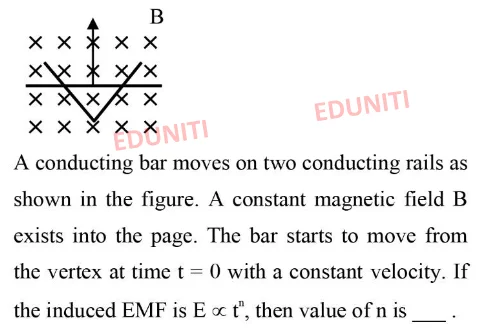 B
EDUNITI
EDUNITI
A conducting bar moves on two conducting rails as
shown in the figure. A constant magnetic field B
exists into the page. The bar starts to move from
the vertex at time t = 0 with a constant velocity. If
the induced EMF is E ∝ tⁿ, then value of n is ___ .